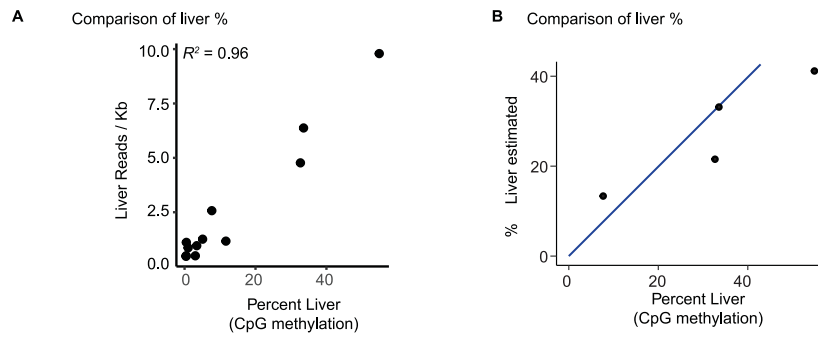 A
Comparison of liver %
R² = 0.96
Liver Reads / Kb
10.0
7.5
5.0
2.5
0.0
0
20
40
Percent Liver
(CpG methylation)
B
Comparison of liver %
% Liver estimated
40
20
0
0
20
40
Percent Liver
(CpG methylation)